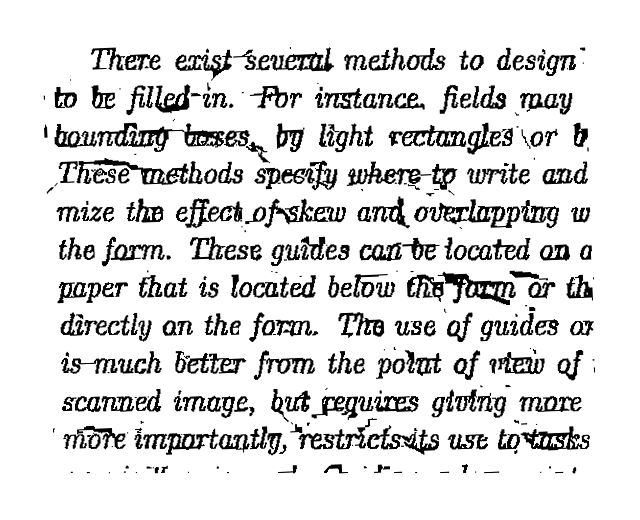 There exist several methods to design
to be filled-in. For instance, fields may
bounding boxes, by light rectangles or b
These methods specify where to write and
mize the effect of skew and overlapping w
the form. These guides can be located on a
paper that is located below the form or th
directly on the form. The use of guides or
is much better from the point of view of
scanned image, but requires giving more
more importantly, restricts its use to tasks